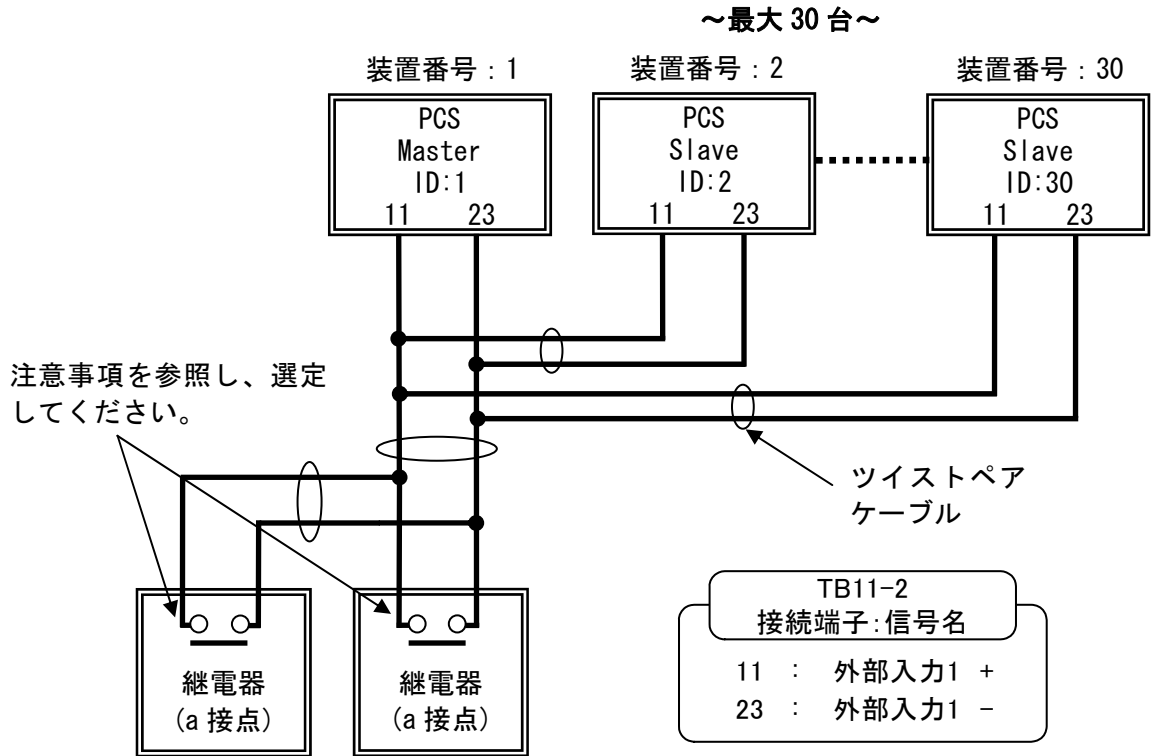 ～最大 30 台～
装置番号：1
装置番号：2
装置番号：30
PCS
Master
ID:1
11 23
PCS
Slave
ID:2
11 23
PCS
Slave
ID:30
11 23
注意事項を参照し、選定
してください。
ツイストペア
ケーブル
継電器
(a 接点)
継電器
(a 接点)
TB11-2
接続端子:信号名
11 : 外部入力1 +
23 : 外部入力1 -